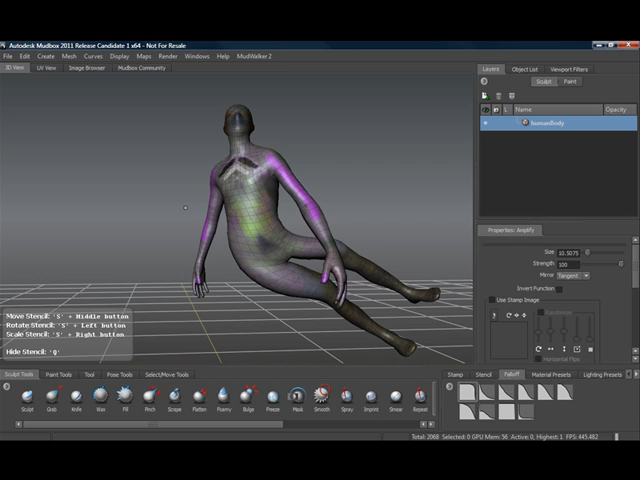 Autodesk Mudbox 2011 Release Candidate 1 x64 - Not For Resale
File Edit Create Mesh Curves Display Maps Render Windows Help MudWalker 2
3D View UV View Image Browser Mudbox Community
Layers Object List Viewport Filters
Sculpt Paint
L Name Opacity
humanBody
Properties: Amplify
Size 10.5075
Strength 100
Mirror Tangent
Invert Function
Use Stamp Image
Randomize
Horizontal Flips
Move Stencil: 'S' + Middle button
Rotate Stencil: 'S' + Left button
Scale Stencil: 'S' + Right button
Hide Stencil: 'Q'
Sculpt Tools Paint Tools Tool Pose Tools Select/Move Tools
Stamp Stencil Falloff Material Presets Lighting Presets
Sculpt Grab Knife Wax Fill Pinch Scrape Flatten Foamy Bulge Freeze Mask Smooth Spray Imprint Smear Repeat
Total: 2068 Selected: 0 GPU Mem: 56 Active: 0, Highest: 1 FPS: 445.482